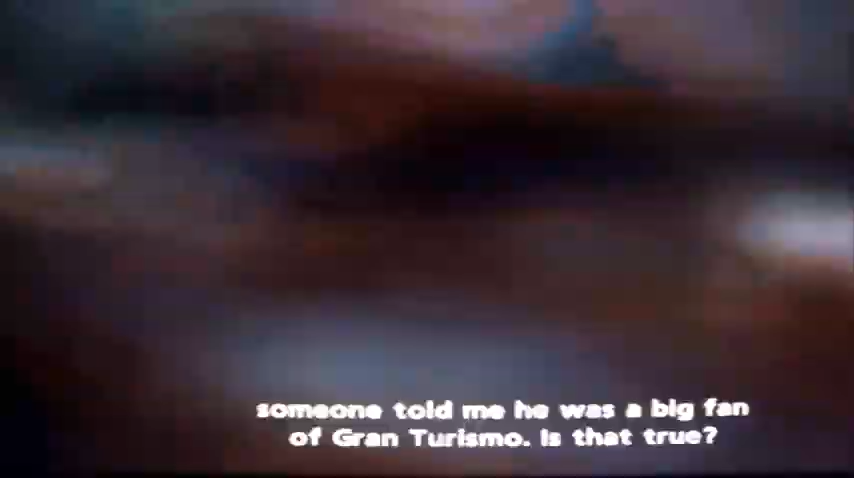 someone told me he was a big fan
of Gran Turismo. Is that true?